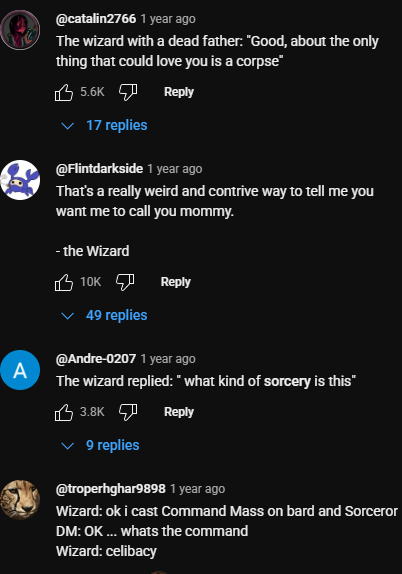 @catalin2766 1 year ago
The wizard with a dead father: "Good, about the only
thing that could love you is a corpse"
5.6K Reply
17 replies
@Flintdarkside 1 year ago
That's a really weird and contrive way to tell me you
want me to call you mommy.
- the Wizard
10K Reply
49 replies
A
@Andre-0207 1 year ago
The wizard replied: " what kind of sorcery is this"
3.8K Reply
9 replies
@troperhghar9898 1 year ago
Wizard: ok i cast Command Mass on bard and Sorceror
DM: OK ... whats the command
Wizard: celibacy